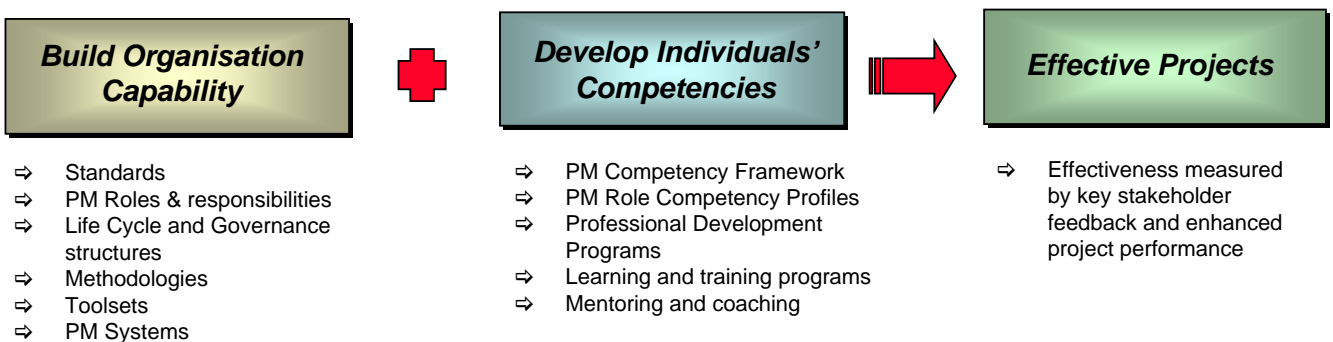 Build Organisation
Capability
Develop Individuals’
Competencies
Effective Projects
⇨ Standards
⇨ PM Roles & responsibilities
⇨ Life Cycle and Governance
structures
⇨ Methodologies
⇨ Toolsets
⇨ PM Systems
⇨ PM Competency Framework
⇨ PM Role Competency Profiles
⇨ Professional Development
Programs
⇨ Learning and training programs
⇨ Mentoring and coaching
⇨ Effectiveness measured
by key stakeholder
feedback and enhanced
project performance